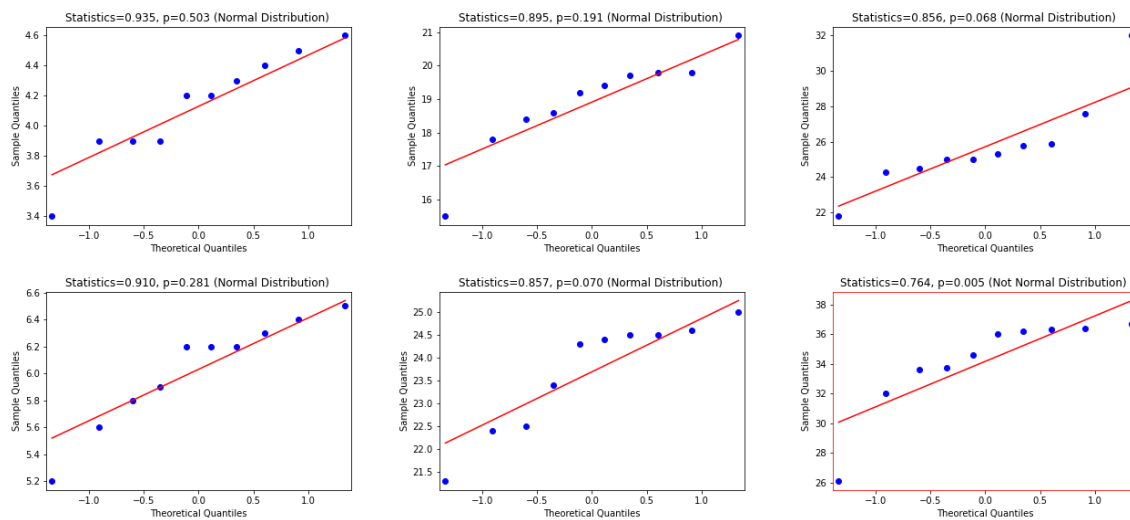 Statistics=0.935, p=0.503 (Normal Distribution)
4.6
4.4
4.2
4.0
3.8
3.6
3.4
Sample Quantiles
−1.0 −0.5 0.0 0.5 1.0
Theoretical Quantiles
Statistics=0.895, p=0.191 (Normal Distribution)
21
20
19
18
17
16
Sample Quantiles
−1.0 −0.5 0.0 0.5 1.0
Theoretical Quantiles
Statistics=0.856, p=0.068 (Normal Distribution)
32
30
28
26
24
22
Sample Quantiles
−1.0 −0.5 0.0 0.5 1.0
Theoretical Quantiles
Statistics=0.910, p=0.281 (Normal Distribution)
6.6
6.4
6.2
6.0
5.8
5.6
5.4
5.2
Sample Quantiles
−1.0 −0.5 0.0 0.5 1.0
Theoretical Quantiles
Statistics=0.857, p=0.070 (Normal Distribution)
25.0
24.5
24.0
23.5
23.0
22.5
22.0
21.5
Sample Quantiles
−1.0 −0.5 0.0 0.5 1.0
Theoretical Quantiles
Statistics=0.764, p=0.005 (Not Normal Distribution)
38
36
34
32
30
28
26
Sample Quantiles
−1.0 −0.5 0.0 0.5 1.0
Theoretical Quantiles